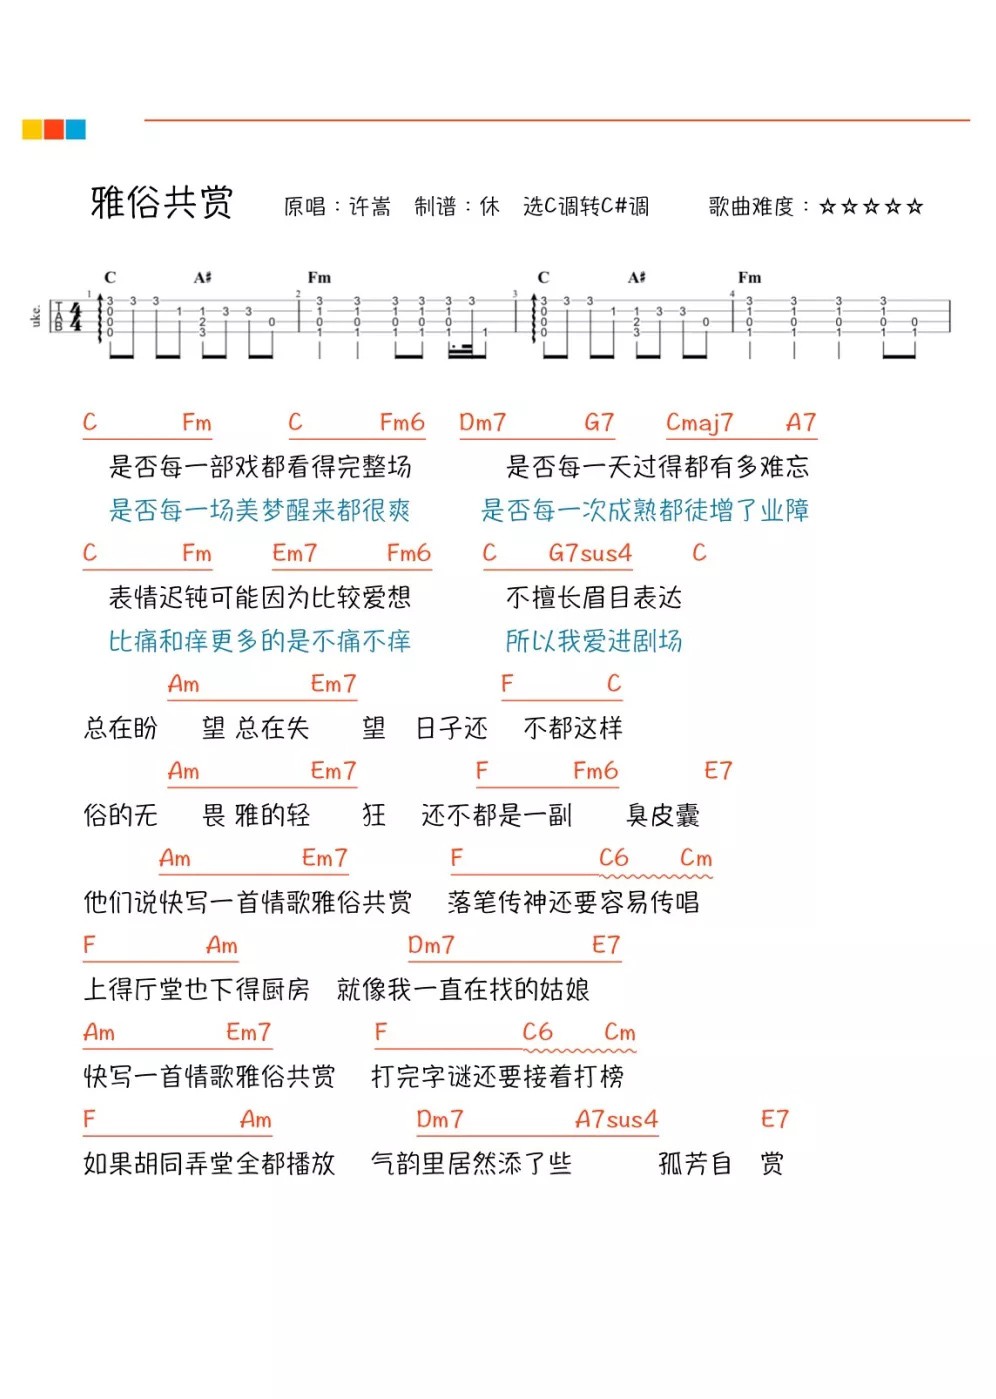 雅俗共赏 原唱：许嵩 制谱：休 选C调转C#调 歌曲难度：☆☆☆☆☆
C A# Fm C A# Fm
uke. TAB 4/4 1 2 3 4
C Fm C Fm6 Dm7 G7 Cmaj7 A7
是否每一部戏都看得完整场 是否每一天过得都有多难忘
是否每一场美梦醒来都很爽 是否每一次成熟都徒增了业障
C Fm Em7 Fm6 C G7sus4 C
表情迟钝可能因为比较爱想 不擅长眉目表达
比痛和痒更多的是不痛不痒 所以我爱进剧场
Am Em7 F C
总在盼 望 总在失 望 日子还 不都这样
Am Em7 F Fm6 E7
俗的无 畏 雅的轻 狂 还不都是一副 臭皮囊
Am Em7 F C6 Cm
他们说快写一首情歌雅俗共赏 落笔传神还要容易传唱
F Am Dm7 E7
上得厅堂也下得厨房 就像我一直在找的姑娘
Am Em7 F C6 Cm
快写一首情歌雅俗共赏 打完字谜还要接着打榜
F Am Dm7 A7sus4 E7
如果胡同弄堂全都播放 气韵里居然添了些 孤芳自 赏